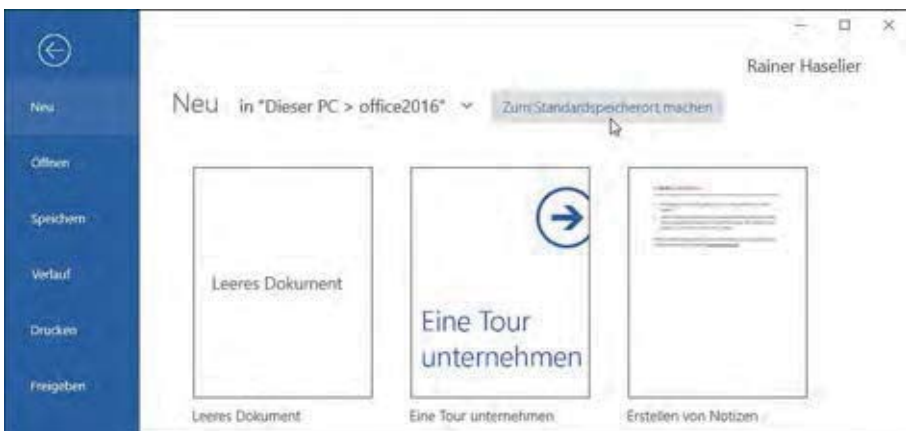 Rainer Haselier
Neu
Neu in "Dieser PC > office2016" Zum Standardspeicherort machen
Öffnen
Speichern
Verlauf
Drucken
Freigeben
Leeres Dokument
Eine Tour
unternehmen
Leeres Dokument
Eine Tour unternehmen
Erstellen von Notizen